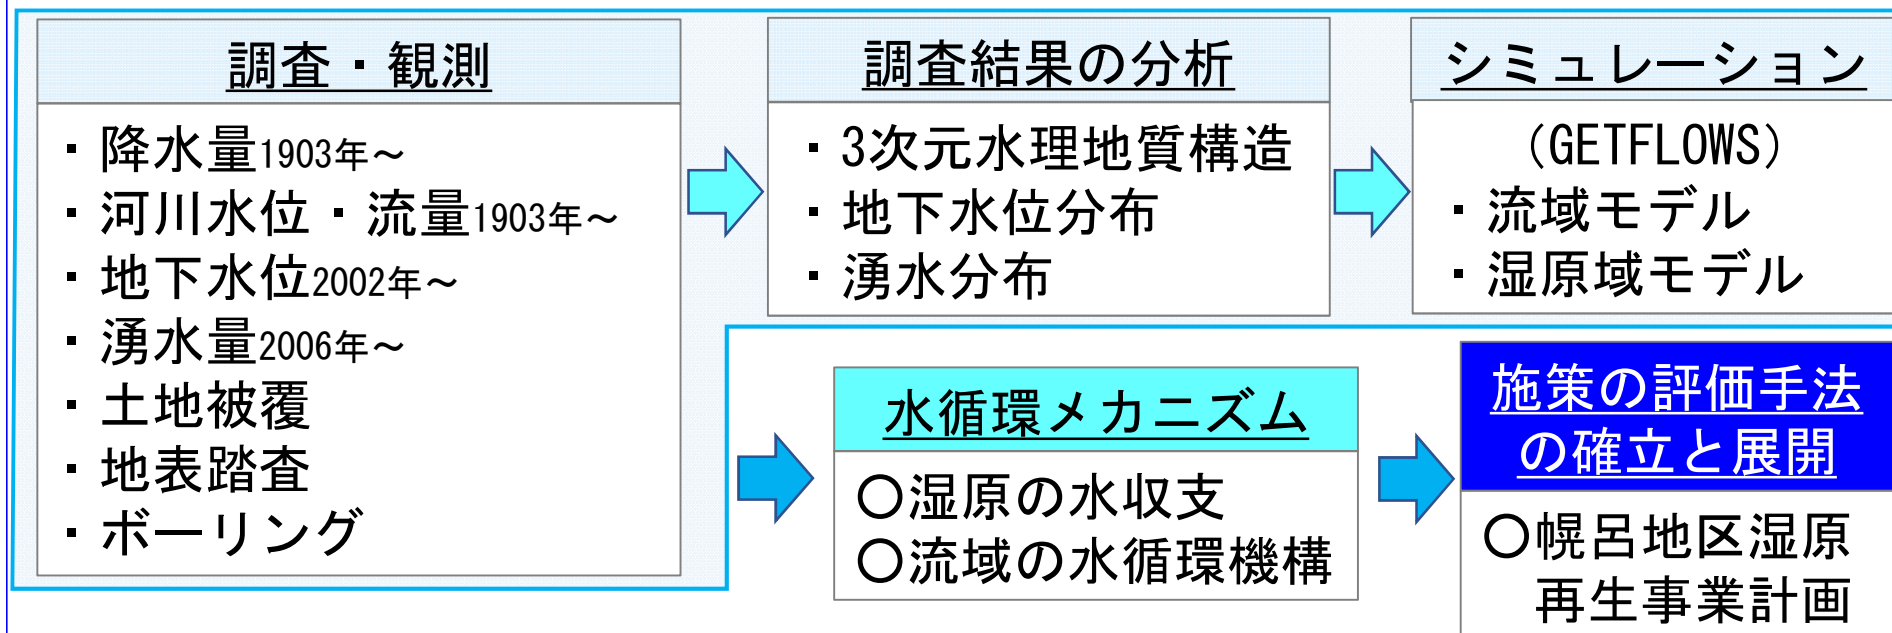 調査・観測
・降水量1903年～
・河川水位・流量1903年～
・地下水位2002年～
・湧水量2006年～
・土地被覆
・地表踏査
・ボーリング
調査結果の分析
・3次元水理地質構造
・地下水位分布
・湧水分布
シミュレーション
（GETFLOWS）
・流域モデル
・湿原域モデル
水循環メカニズム
〇湿原の水収支
〇流域の水循環機構
施策の評価手法
の確立と展開
〇幌呂地区湿原
再生事業計画